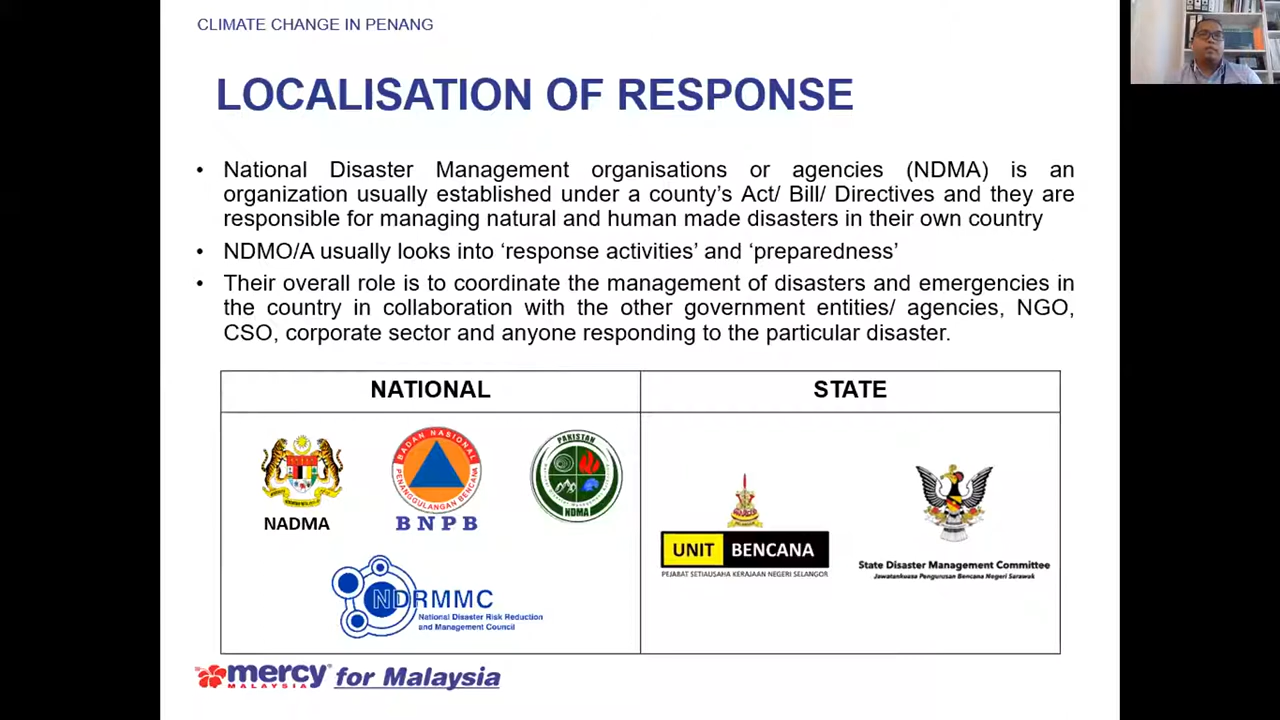 CLIMATE CHANGE IN PENANG
LOCALISATION OF RESPONSE
• National Disaster Management organisations or agencies (NDMA) is an
organization usually established under a county's Act/ Bill/ Directives and they are
responsible for managing natural and human made disasters in their own country
• NDMO/A usually looks into 'response activities' and 'preparedness'
• Their overall role is to coordinate the management of disasters and emergencies in
the country in collaboration with the other government entities/ agencies, NGO,
CSO, corporate sector and anyone responding to the particular disaster.
NATIONAL
STATE
NADMA
BADAN NASIONAL
PENANGGULANGAN BENCANA
BNPB
PAKISTAN
NDMA
NDRMMC
National Disaster Risk Reduction
and Management Council
UNIT BENCANA
PEJABAT SETIAUSAHA KERAJAAN NEGERI SELANGOR
State Disaster Management Committee
Jawatankuasa Pengurusan Bencana Negeri Sarawak
mercy for Malaysia
MALAYSIA